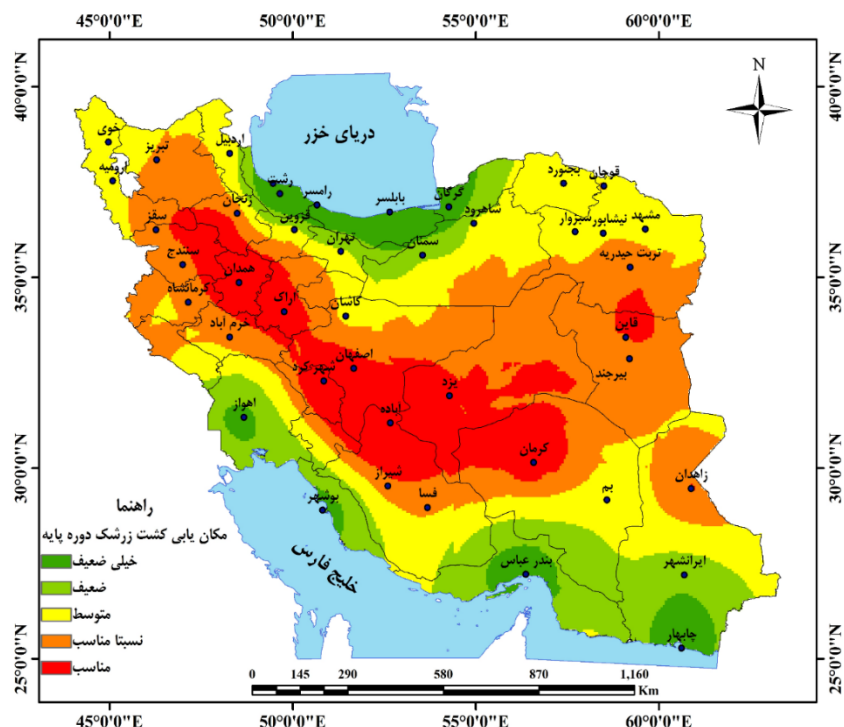 45°0'0"E 50°0'0"E 55°0'0"E 60°0'0"E
40°0'0"N
35°0'0"N
30°0'0"N
25°0'0"N
40°0'0"N
35°0'0"N
30°0'0"N
25°0'0"N
45°0'0"E 50°0'0"E 55°0'0"E 60°0'0"E
N
دریای خزر
خوی
تبریز
اردبیل
ارومیه
رشت
رامسر
بابلسر
گرگان
بجنورد
قوچان
زنجان
قزوین
شاهرود
سقز
تهران
سمنان
سبزوار
نیشابور
مشهد
سنندج
همدان
تربت حیدریه
کرمانشاه
اراک
کاشان
خرم آباد
قاین
اصفهان
شهر کرد
بیرجند
یزد
اهواز
اباده
کرمان
شیراز
فسا
بم
زاهدان
بوشهر
خلیج فارس
بندر عباس
ایرانشهر
چابهار
راهنما
مکان یابی کشت زرشک دوره پایه
خیلی ضعیف
ضعیف
متوسط
نسبتا مناسب
مناسب
0 145 290 580 870 1,160
Km